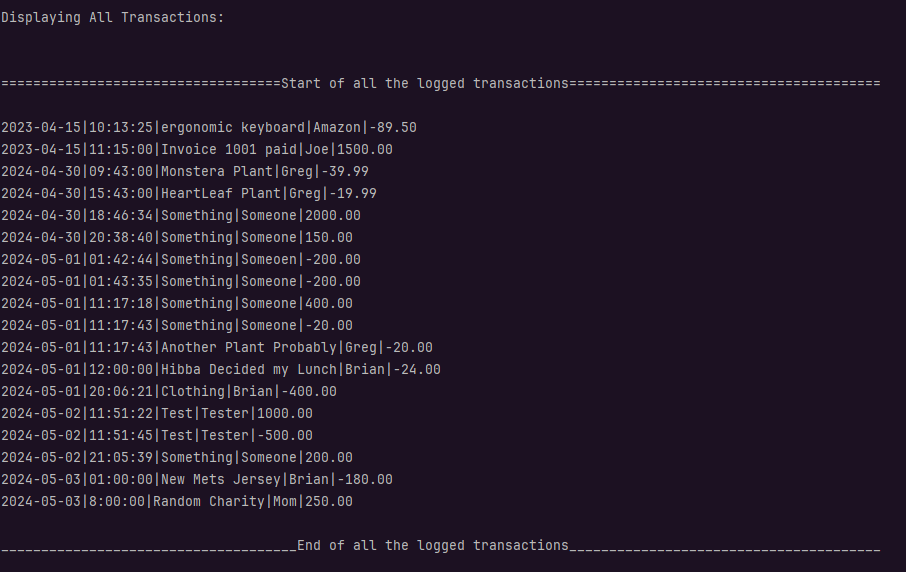 Displaying All Transactions:
===================================Start of all the logged transactions=======================================
2023-04-15|10:13:25|ergonomic keyboard|Amazon|-89.50
2023-04-15|11:15:00|Invoice 1001 paid|Joe|1500.00
2024-04-30|09:43:00|Monstera Plant|Greg|-39.99
2024-04-30|15:43:00|HeartLeaf Plant|Greg|-19.99
2024-04-30|18:46:34|Something|Someone|2000.00
2024-04-30|20:38:40|Something|Someone|150.00
2024-05-01|01:42:44|Something|Someoen|-200.00
2024-05-01|01:43:35|Something|Someone|-200.00
2024-05-01|11:17:18|Something|Someone|400.00
2024-05-01|11:17:43|Something|Someone|-20.00
2024-05-01|11:17:43|Another Plant Probably|Greg|-20.00
2024-05-01|12:00:00|Hibba Decided my Lunch|Brian|-24.00
2024-05-01|20:06:21|Clothing|Brian|-400.00
2024-05-02|11:51:22|Test|Tester|1000.00
2024-05-02|11:51:45|Test|Tester|-500.00
2024-05-02|21:05:39|Something|Someone|200.00
2024-05-03|01:00:00|New Mets Jersey|Brian|-180.00
2024-05-03|8:00:00|Random Charity|Mom|250.00
_____________________________________End of all the logged transactions_______________________________________